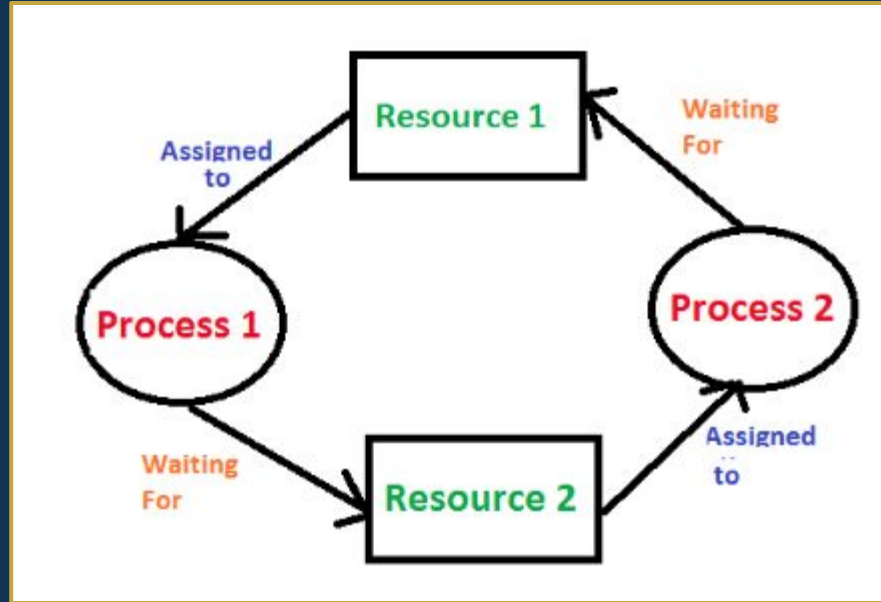 Resource 1
Waiting
For
Assigned
to
Process 1
Process 2
Waiting
For
Resource 2
Assigned
to